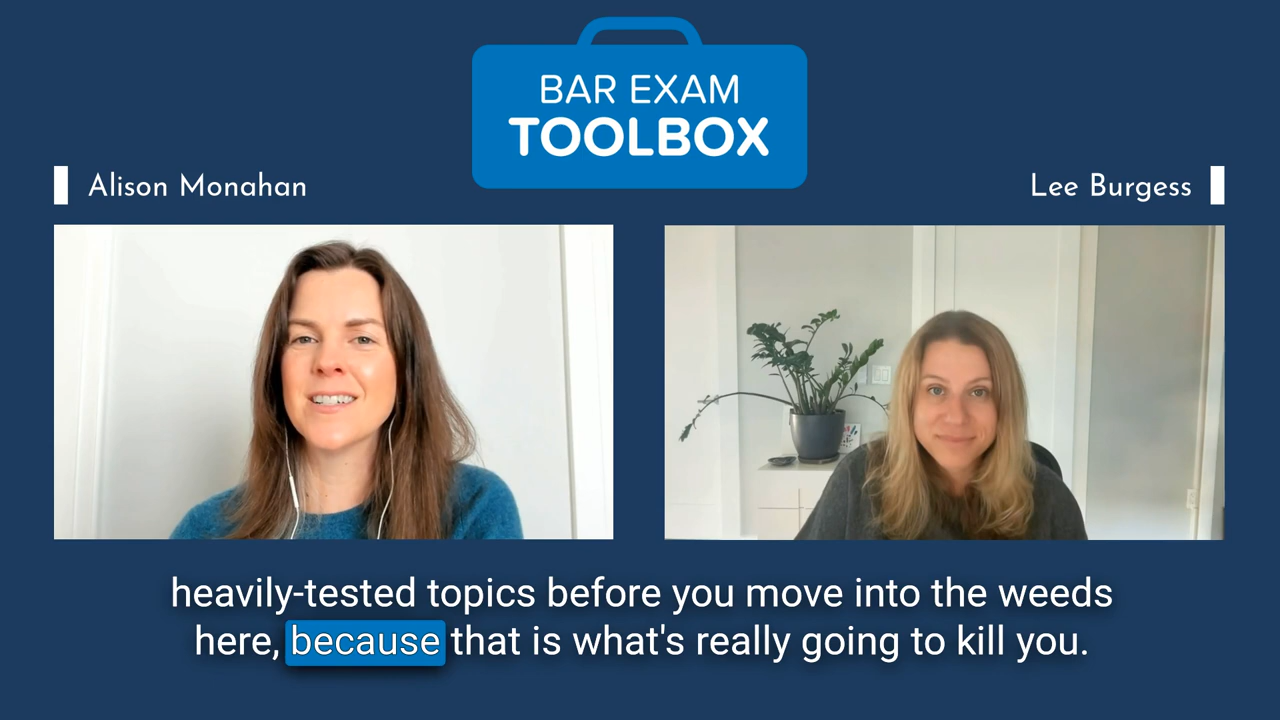 BAR EXAM
TOOLBOX
Alison Monahan
Lee Burgess
heavily-tested topics before you move into the weeds
here, because that is what's really going to kill you.